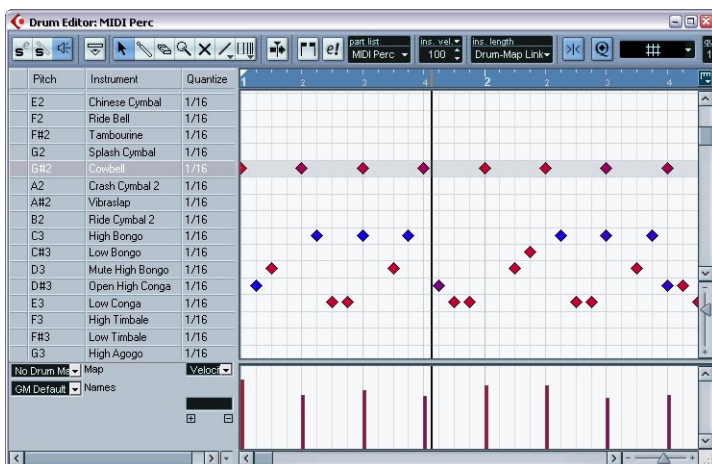 Drum Editor: MIDI Perc
part list ins. vel. ins. length
MIDI Perc 100 Drum-Map Link
Pitch Instrument Quantize 1 2 3 4 2 2 3 4
E2 Chinese Cymbal 1/16
F2 Ride Bell 1/16
F#2 Tambourine 1/16
G2 Splash Cymbal 1/16
G#2 Cowbell 1/16
A2 Crash Cymbal 2 1/16
A#2 Vibraslap 1/16
B2 Ride Cymbal 2 1/16
C3 High Bongo 1/16
C#3 Low Bongo 1/16
D3 Mute High Bongo 1/16
D#3 Open High Conga 1/16
E3 Low Conga 1/16
F3 High Timbale 1/16
F#3 Low Timbale 1/16
G3 High Agogo 1/16
No Drum Ma Map Veloci
GM Default Names